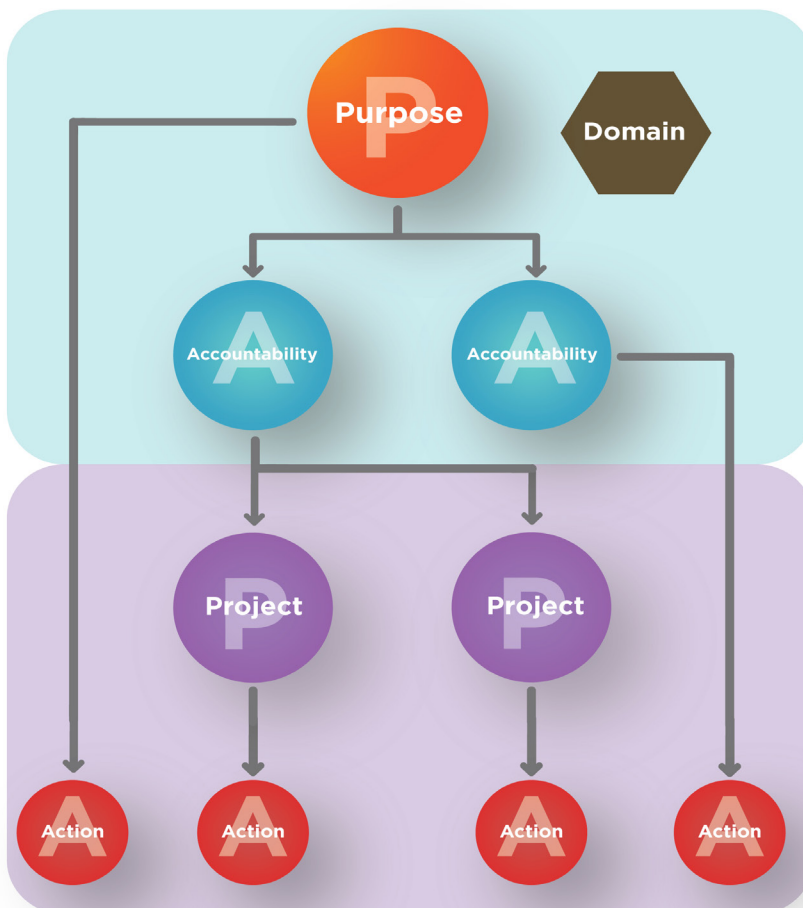 P
Purpose
Domain
A
Accountability
A
Accountability
P
Project
P
Project
A
Action
A
Action
A
Action
A
Action